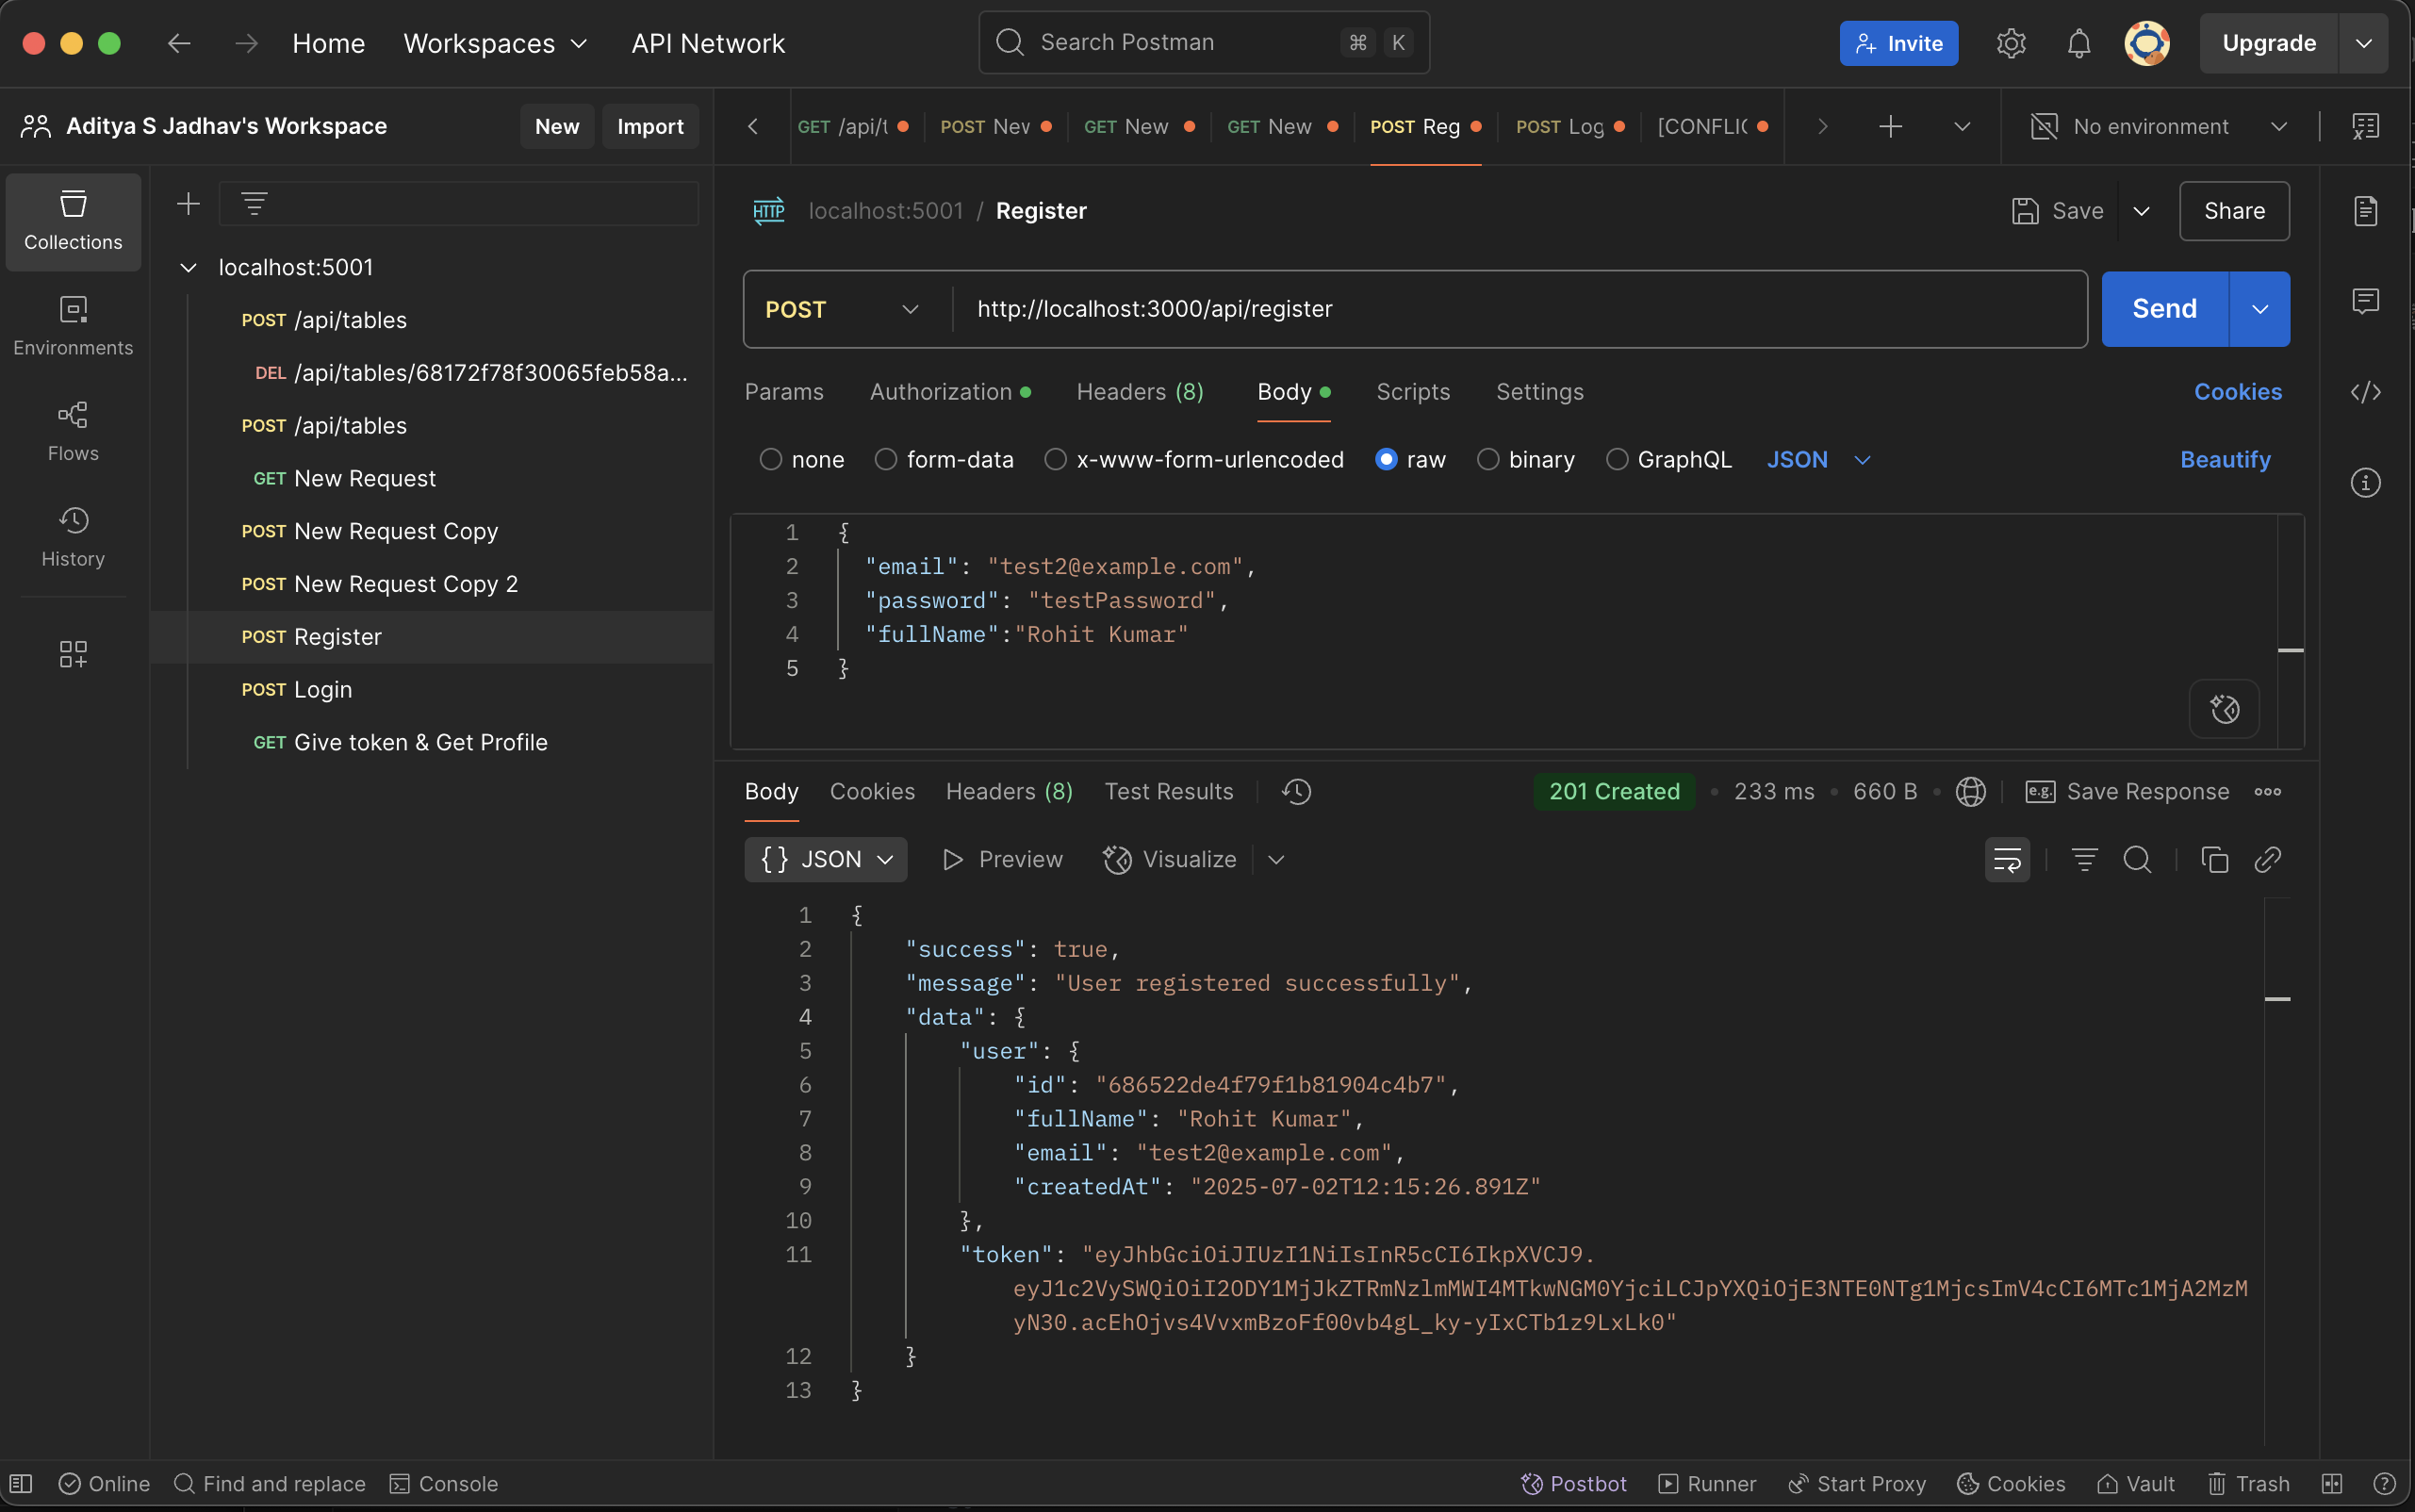 Home
Workspaces
API Network
Search Postman
⌘ K
Invite
Upgrade
Aditya S Jadhav's Workspace
New
Import
GET /api/t
POST Nev
GET New
GET New
POST Reg
POST Log
[CONFLI
No environment
Collections
Environments
Flows
History
localhost:5001
POST /api/tables
DEL /api/tables/68172f78f30065feb58a...
POST /api/tables
GET New Request
POST New Request Copy
POST New Request Copy 2
POST Register
POST Login
GET Give token & Get Profile
HTTP localhost:5001 / Register
Save
Share
POST http://localhost:3000/api/register
Send
Params Authorization Headers (8) Body Scripts Settings Cookies
none form-data x-www-form-urlencoded raw binary GraphQL JSON Beautify
1 {
2 "email": "test2@example.com",
3 "password": "testPassword",
4 "fullName":"Rohit Kumar"
5 }
Body Cookies Headers (8) Test Results 201 Created • 233 ms • 660 B • e.g. Save Response
{} JSON Preview Visualize
1 {
2 "success": true,
3 "message": "User registered successfully",
4 "data": {
5 "user": {
6 "id": "686522de4f79f1b81904c4b7",
7 "fullName": "Rohit Kumar",
8 "email": "test2@example.com",
9 "createdAt": "2025-07-02T12:15:26.891Z"
10 },
11 "token": "eyJhbGciOiJIUzI1NiIsInR5cCI6IkpXVCJ9.
eyJ1c2VySWQiOiI2ODY1MjJkZTRmNzlmMWI4MTkwNGM0YjciLCJpYXQiOjE3NTE0NTg1MjcsImV4cCI6MTc1MjA2MzM
yN30.acEhOjvs4VvxmBzoFf00vb4gL_ky-yIxCTb1z9LxLk0"
12 }
13 }
Online Find and replace Console Postbot Runner Start Proxy Cookies Vault Trash